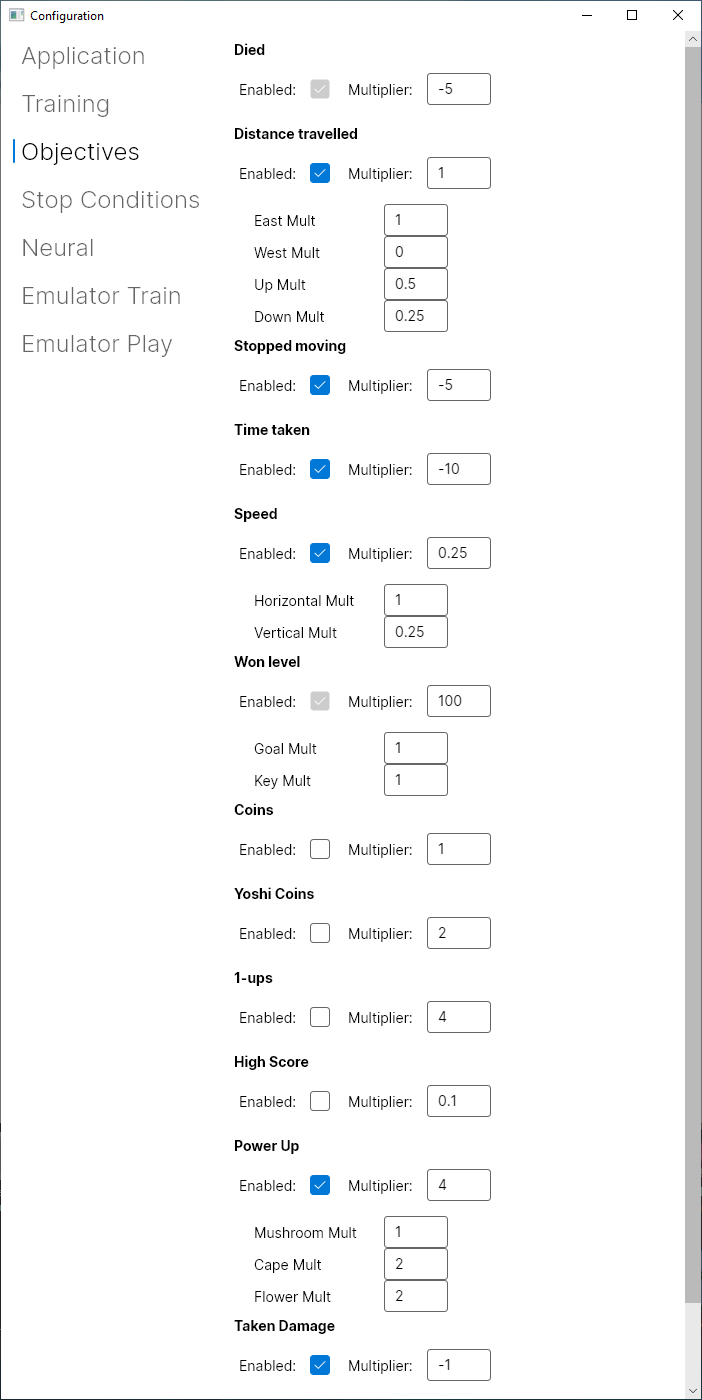 Configuration
Application
Training
Objectives
Stop Conditions
Neural
Emulator Train
Emulator Play
Died
Enabled: Multiplier: -5
Distance travelled
Enabled: Multiplier: 1
East Mult 1
West Mult 0
Up Mult 0.5
Down Mult 0.25
Stopped moving
Enabled: Multiplier: -5
Time taken
Enabled: Multiplier: -10
Speed
Enabled: Multiplier: 0.25
Horizontal Mult 1
Vertical Mult 0.25
Won level
Enabled: Multiplier: 100
Goal Mult 1
Key Mult 1
Coins
Enabled: Multiplier: 1
Yoshi Coins
Enabled: Multiplier: 2
1-ups
Enabled: Multiplier: 4
High Score
Enabled: Multiplier: 0.1
Power Up
Enabled: Multiplier: 4
Mushroom Mult 1
Cape Mult 2
Flower Mult 2
Taken Damage
Enabled: Multiplier: -1